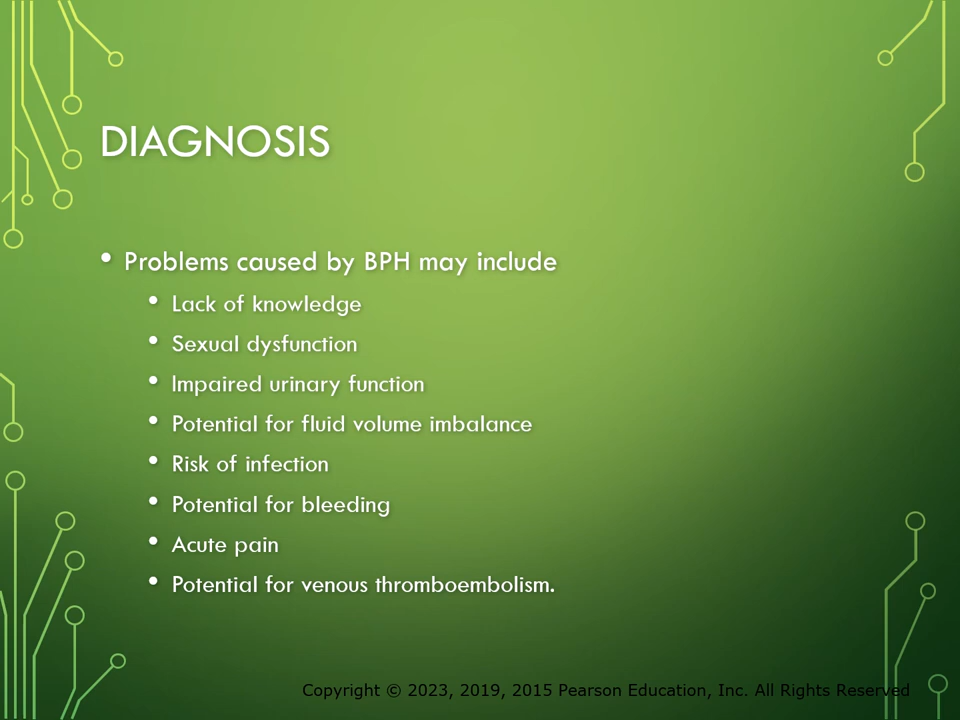 DIAGNOSIS
• Problems caused by BPH may include
• Lack of knowledge
• Sexual dysfunction
• Impaired urinary function
• Potential for fluid volume imbalance
• Risk of infection
• Potential for bleeding
• Acute pain
• Potential for venous thromboembolism.
Copyright © 2023, 2019, 2015 Pearson Education, Inc. All Rights Reserved